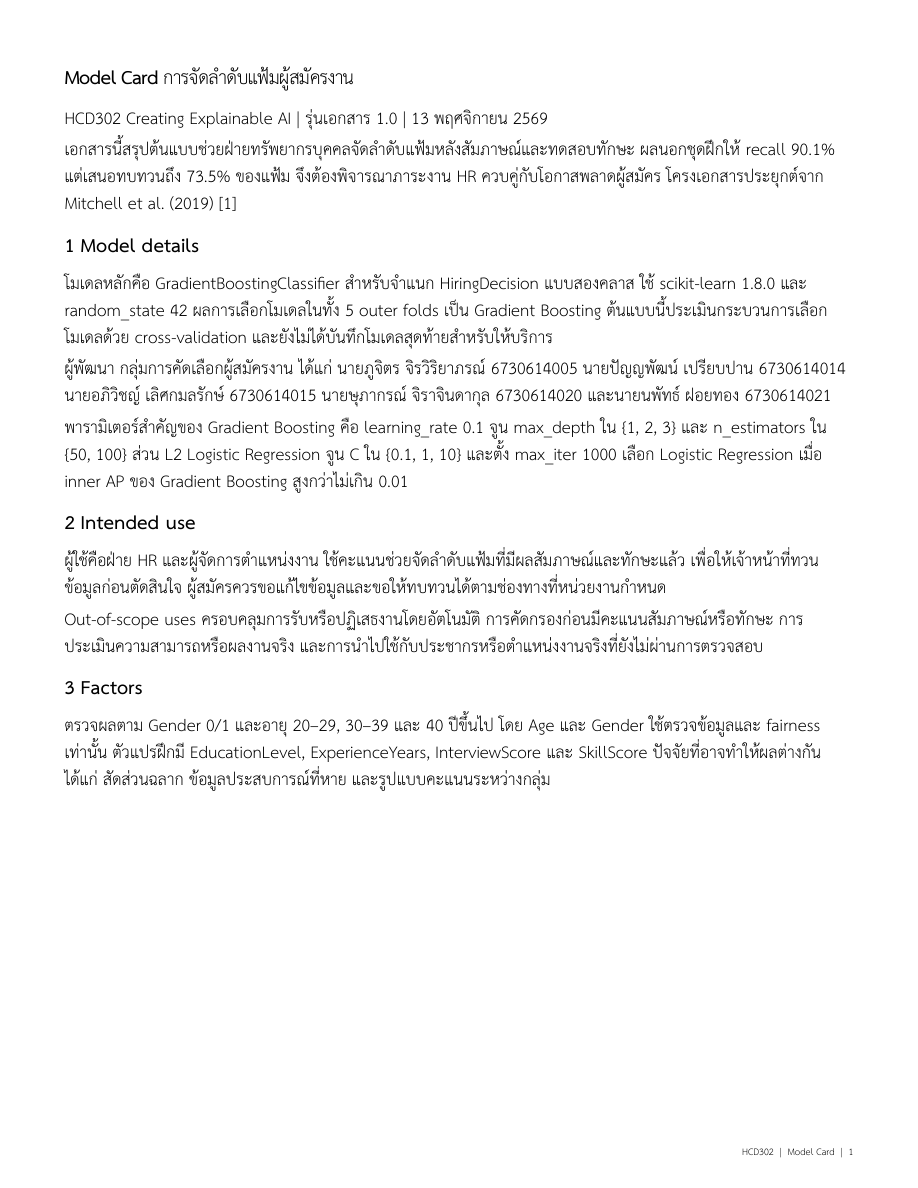 Model Card การจัดลำดับแฟ้มผู้สมัครงาน
HCD302 Creating Explainable AI | รุ่นเอกสาร 1.0 | 13 พฤศจิกายน 2569
เอกสารนี้สรุปต้นแบบช่วยฝ่ายทรัพยากรบุคคลจัดลำดับแฟ้มหลังสัมภาษณ์และทดสอบทักษะ ผลนอกชุดฝึกให้ recall 90.1%
แต่เสนอทบทวนถึง 73.5% ของแฟ้ม จึงต้องพิจารณาภาระงาน HR ควบคู่กับโอกาสพลาดผู้สมัคร โครงเอกสารประยุกต์จาก
Mitchell et al. (2019) [1]
1 Model details
โมเดลหลักคือ GradientBoostingClassifier สำหรับจำแนก HiringDecision แบบสองคลาส ใช้ scikit-learn 1.8.0 และ
random_state 42 ผลการเลือกโมเดลในทั้ง 5 outer folds เป็น Gradient Boosting ต้นแบบนี้ประเมินกระบวนการเลือก
โมเดลด้วย cross-validation และยังไม่ได้บันทึกโมเดลสุดท้ายสำหรับให้บริการ
ผู้พัฒนา กลุ่มการคัดเลือกผู้สมัครงาน ได้แก่ นายภูจิตร จิรวิริยาภรณ์ 6730614005 นายปัญญพัฒน์ เปรียบปาน 6730614014
นายอภิวิชญ์ เลิศกมลรักษ์ 6730614015 นายษุภากรณ์ จิราจินดากุล 6730614020 และนายนพัทธ์ ฝอยทอง 6730614021
พารามิเตอร์สำคัญของ Gradient Boosting คือ learning_rate 0.1 จูน max_depth ใน {1, 2, 3} และ n_estimators ใน
{50, 100} ส่วน L2 Logistic Regression จูน C ใน {0.1, 1, 10} และตั้ง max_iter 1000 เลือก Logistic Regression เมื่อ
inner AP ของ Gradient Boosting สูงกว่าไม่เกิน 0.01
2 Intended use
ผู้ใช้คือฝ่าย HR และผู้จัดการตำแหน่งงาน ใช้คะแนนช่วยจัดลำดับแฟ้มที่มีผลสัมภาษณ์และทักษะแล้ว เพื่อให้เจ้าหน้าที่ทวน
ข้อมูลก่อนตัดสินใจ ผู้สมัครควรขอแก้ไขข้อมูลและขอให้ทบทวนได้ตามช่องทางที่หน่วยงานกำหนด
Out-of-scope uses ครอบคลุมการรับหรือปฏิเสธงานโดยอัตโนมัติ การคัดกรองก่อนมีคะแนนสัมภาษณ์หรือทักษะ การ
ประเมินความสามารถหรือผลงานจริง และการนำไปใช้กับประชากรหรือตำแหน่งงานจริงที่ยังไม่ผ่านการตรวจสอบ
3 Factors
ตรวจผลตาม Gender 0/1 และอายุ 20–29, 30–39 และ 40 ปีขึ้นไป โดย Age และ Gender ใช้ตรวจข้อมูลและ fairness
เท่านั้น ตัวแปรฝึกมี EducationLevel, ExperienceYears, InterviewScore และ SkillScore ปัจจัยที่อาจทำให้ผลต่างกัน
ได้แก่ สัดส่วนฉลาก ข้อมูลประสบการณ์ที่หาย และรูปแบบคะแนนระหว่างกลุ่ม
HCD302 | Model Card | 1